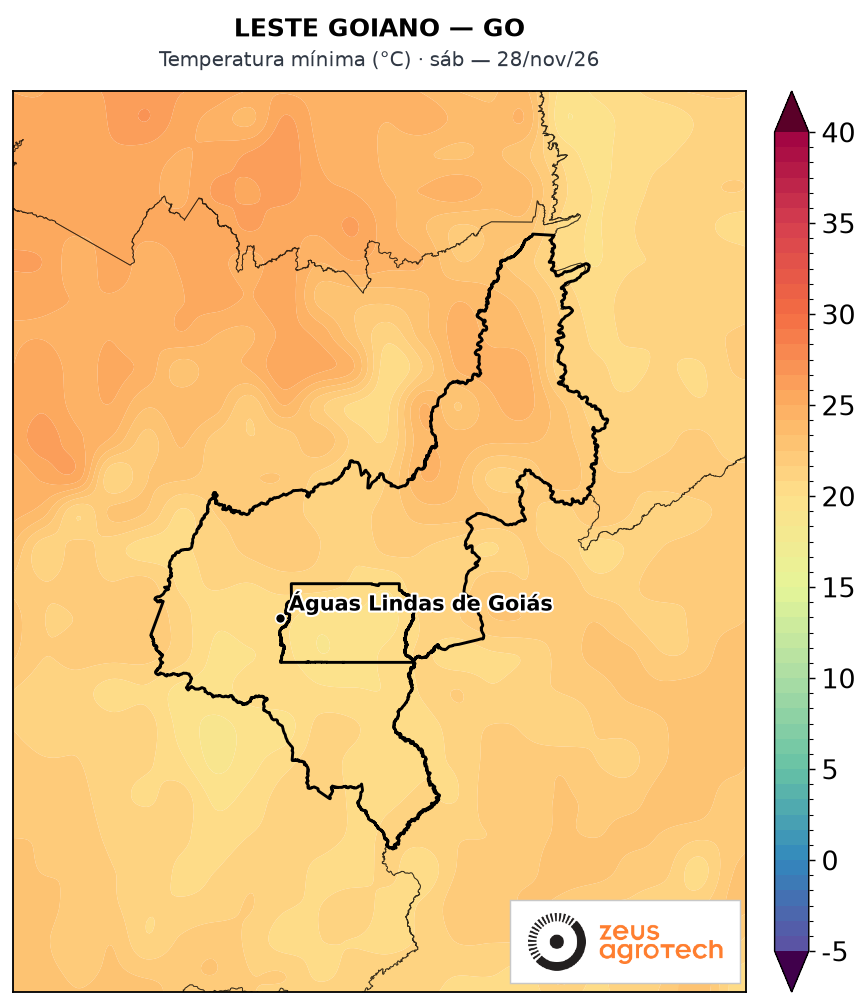 LESTE GOIANO — GO
Temperatura mínima (°C) · sáb — 28/nov/26
40
35
30
25
20
15
10
5
0
-5
Águas Lindas de Goiás
zeus
agrotech